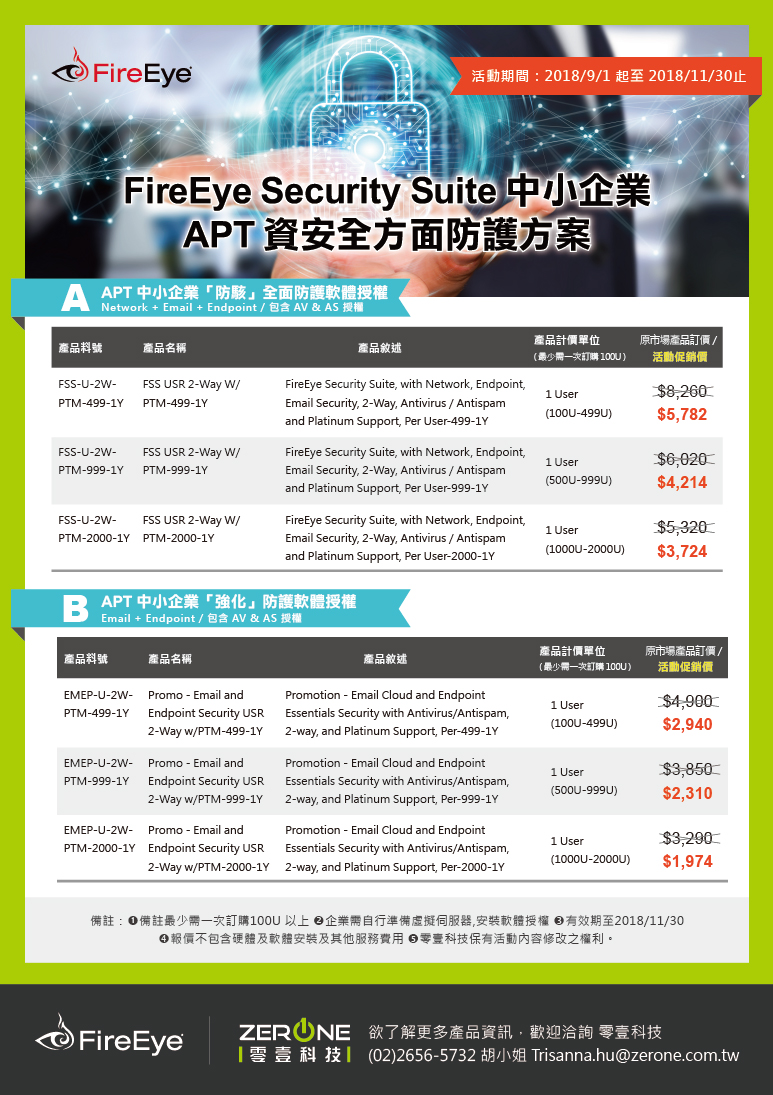 FireEye
活動期間：2018/9/1 起至 2018/11/30止
FireEye Security Suite 中小企業
APT 資安全方面防護方案
A APT 中小企業「防駭」全面防護軟體授權
Network + Email + Endpoint / 包含 AV & AS 授權
產品料號 產品名稱 產品敘述 產品計價單位 (最少需一次訂購100U) 原市場產品訂價 / 活動促銷價
FSS-U-2W- FSS USR 2-Way W/ FireEye Security Suite, with Network, Endpoint,
PTM-499-1Y PTM-499-1Y Email Security, 2-Way, Antivirus / Antispam
and Platinum Support, Per User-499-1Y
1 User $8,260
(100U-499U) $5,782
FSS-U-2W- FSS USR 2-Way W/ FireEye Security Suite, with Network, Endpoint,
PTM-999-1Y PTM-999-1Y Email Security, 2-Way, Antivirus / Antispam
and Platinum Support, Per User-999-1Y
1 User $6,020
(500U-999U) $4,214
FSS-U-2W- FSS USR 2-Way W/ FireEye Security Suite, with Network, Endpoint,
PTM-2000-1Y PTM-2000-1Y Email Security, 2-Way, Antivirus / Antispam
and Platinum Support, Per User-2000-1Y
1 User $5,320
(1000U-2000U) $3,724
B APT 中小企業「強化」防護軟體授權
Email + Endpoint / 包含 AV & AS 授權
產品料號 產品名稱 產品敘述 產品計價單位 (最少需一次訂購100U) 原市場產品訂價 / 活動促銷價
EMEP-U-2W- Promo - Email and Promotion - Email Cloud and Endpoint
PTM-499-1Y Endpoint Security USR Essentials Security with Antivirus/Antispam,
2-Way w/PTM-499-1Y 2-way, and Platinum Support, Per-499-1Y
1 User $4,900
(100U-499U) $2,940
EMEP-U-2W- Promo - Email and Promotion - Email Cloud and Endpoint
PTM-999-1Y Endpoint Security USR Essentials Security with Antivirus/Antispam,
2-Way w/PTM-999-1Y 2-way, and Platinum Support, Per-999-1Y
1 User $3,850
(500U-999U) $2,310
EMEP-U-2W- Promo - Email and Promotion - Email Cloud and Endpoint
PTM-2000-1Y Endpoint Security USR Essentials Security with Antivirus/Antispam,
2-Way w/PTM-2000-1Y 2-way, and Platinum Support, Per-2000-1Y
1 User $3,290
(1000U-2000U) $1,974
備註：❶備註最少需一次訂購100U 以上 ❷企業需自行準備虛擬伺服器,安裝軟體授權 ❸有效期至2018/11/30
❹報價不包含硬體及軟體安裝及其他服務費用 ❺零壹科技保有活動內容修改之權利。
FireEye
ZERONE
零壹科技
欲了解更多產品資訊，歡迎洽詢 零壹科技
(02)2656-5732 胡小姐 Trisanna.hu@zerone.com.tw